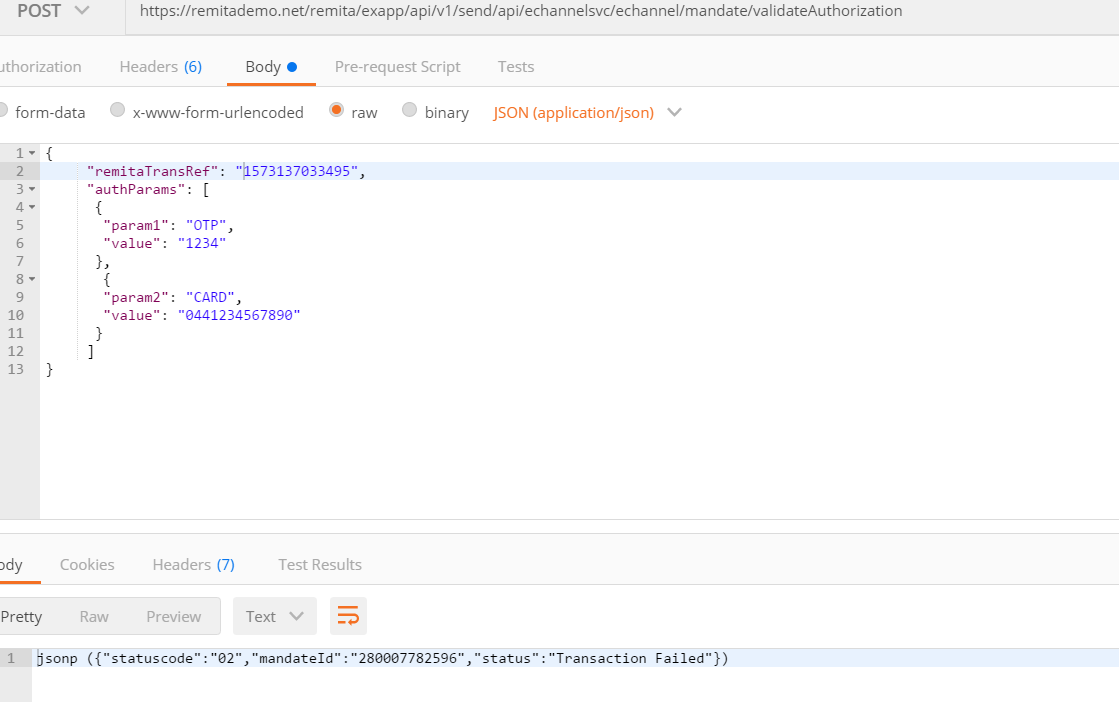 POST https://remitademo.net/remita/exapp/api/v1/send/api/echannelsvc/echannel/mandate/validateAuthorization
uthorization Headers (6) Body Pre-request Script Tests
form-data x-www-form-urlencoded raw binary JSON (application/json)
1 {
2 "remitaTransRef": "1573137033495",
3 "authParams": [
4 {
5 "param1": "OTP",
6 "value": "1234"
7 },
8 {
9 "param2": "CARD",
10 "value": "0441234567890"
11 }
12 ]
13 }
ody Cookies Headers (7) Test Results
Pretty Raw Preview Text
1 jsonp ({"statuscode":"02","mandateId":"280007782596","status":"Transaction Failed"})